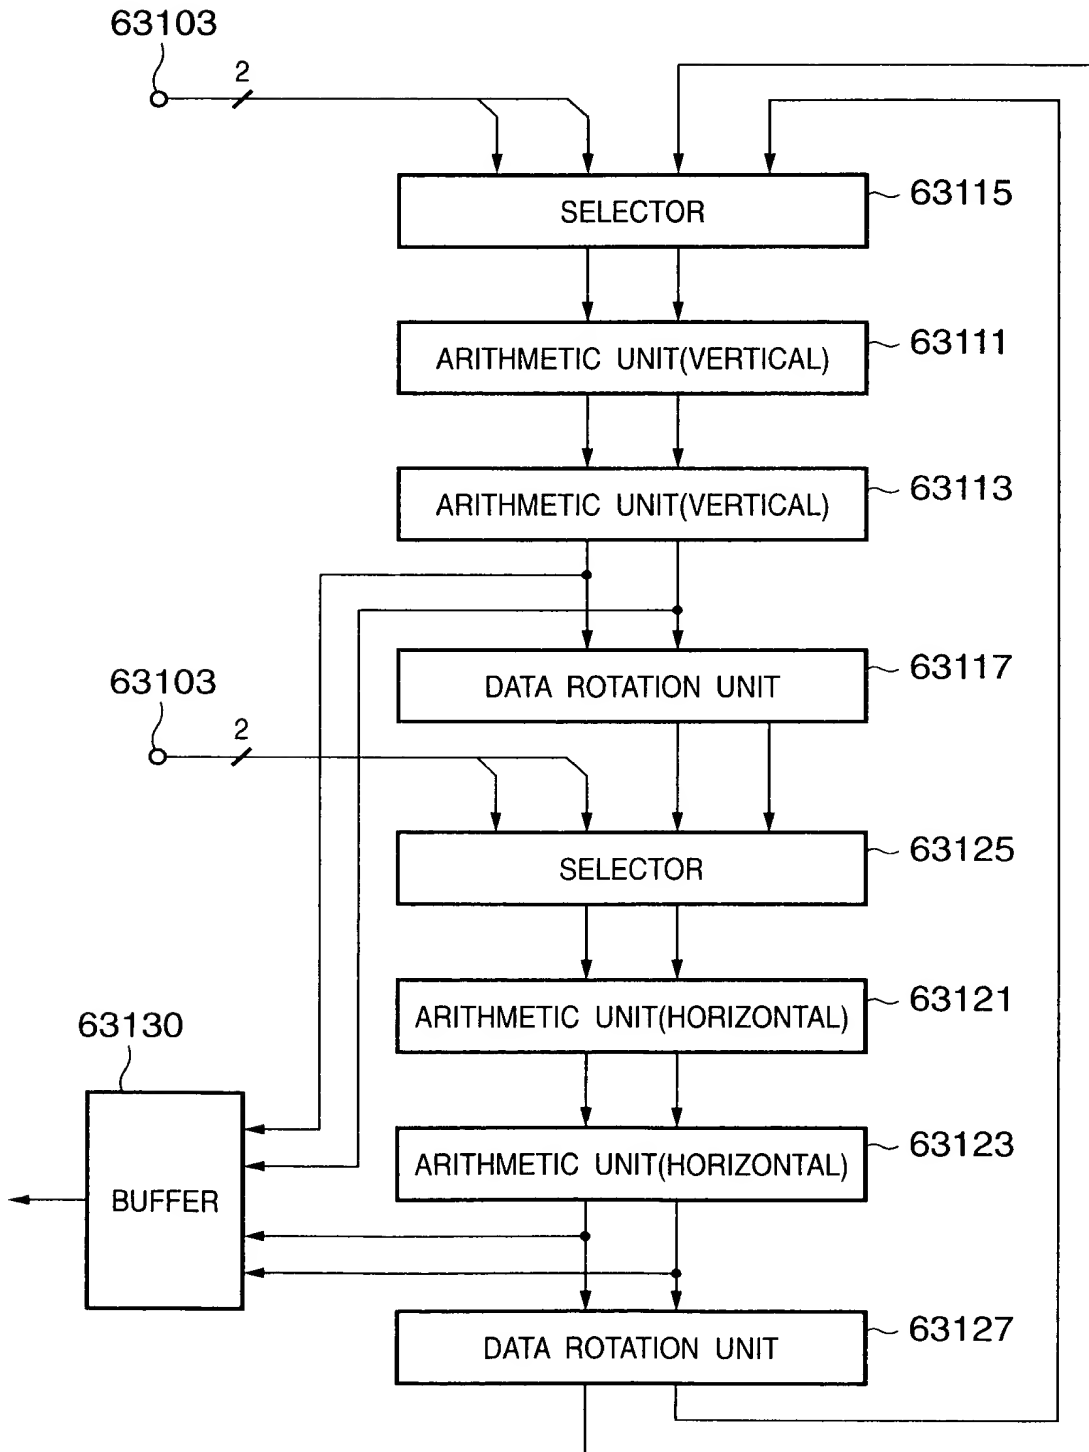 63103
2
SELECTOR
63115
ARITHMETIC UNIT(VERTICAL)
63111
ARITHMETIC UNIT(VERTICAL)
63113
DATA ROTATION UNIT
63117
63103
2
SELECTOR
63125
ARITHMETIC UNIT(HORIZONTAL)
63121
63130
ARITHMETIC UNIT(HORIZONTAL)
63123
BUFFER
DATA ROTATION UNIT
63127